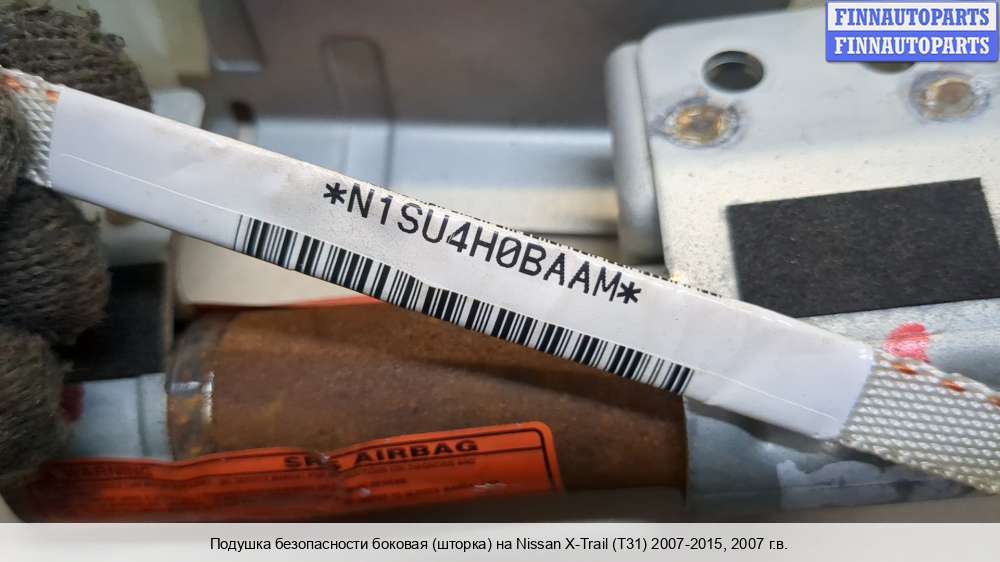 FINNAUTOPARTS
FINNAUTOPARTS
*N1SU4H0BAAM*
SRS AIRBAG
Подушка безопасности боковая (шторка) на Nissan X-Trail (T31) 2007-2015, 2007 г.в.